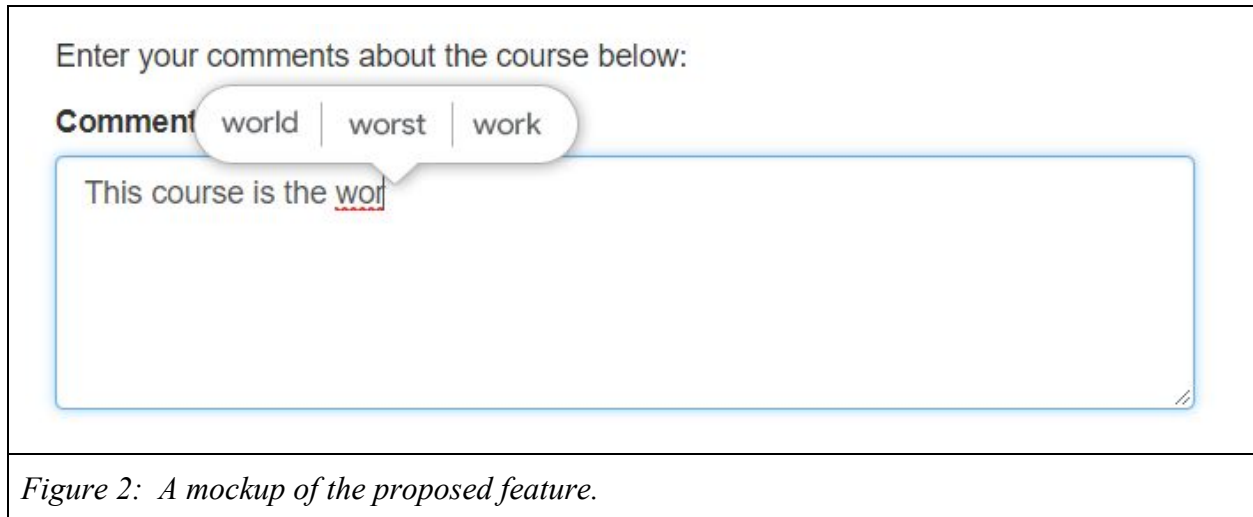 Enter your comments about the course below:
Comment
world worst work
This course is the wor
Figure 2: A mockup of the proposed feature.